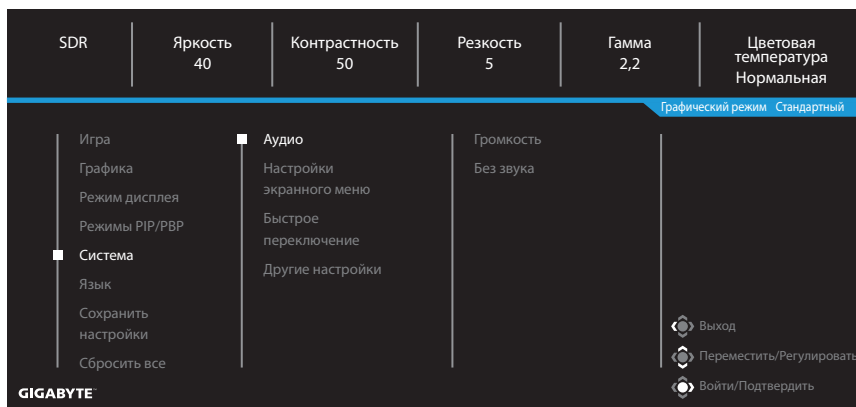 SDR
Яркость
40
Контрастность
50
Резкость
5
Гамма
2,2
Цветовая
температура
Нормальная
Графический режим Стандартный
Игра
Графика
Режим дисплея
Режимы PIP/PBP
Система
Язык
Сохранить
настройки
Сбросить все
Аудио
Настройки
экранного меню
Быстрое
переключение
Другие настройки
Громкость
Без звука
Выход
Переместить/Регулировать
Войти/Подтвердить
GIGABYTE™